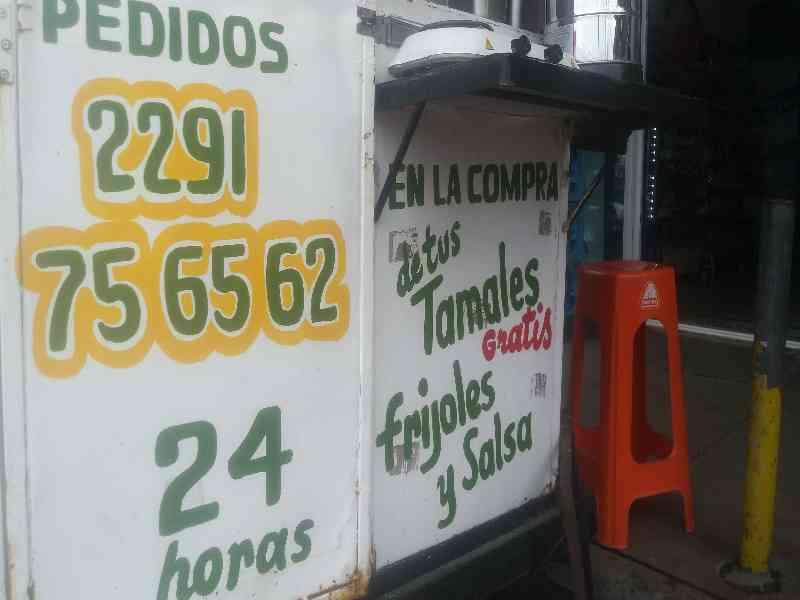 PEDIDOS
2291
75 65 62
24
horas
EN LA COMPRA
de tus
Tamales
Gratis
frijoles
y Salsa